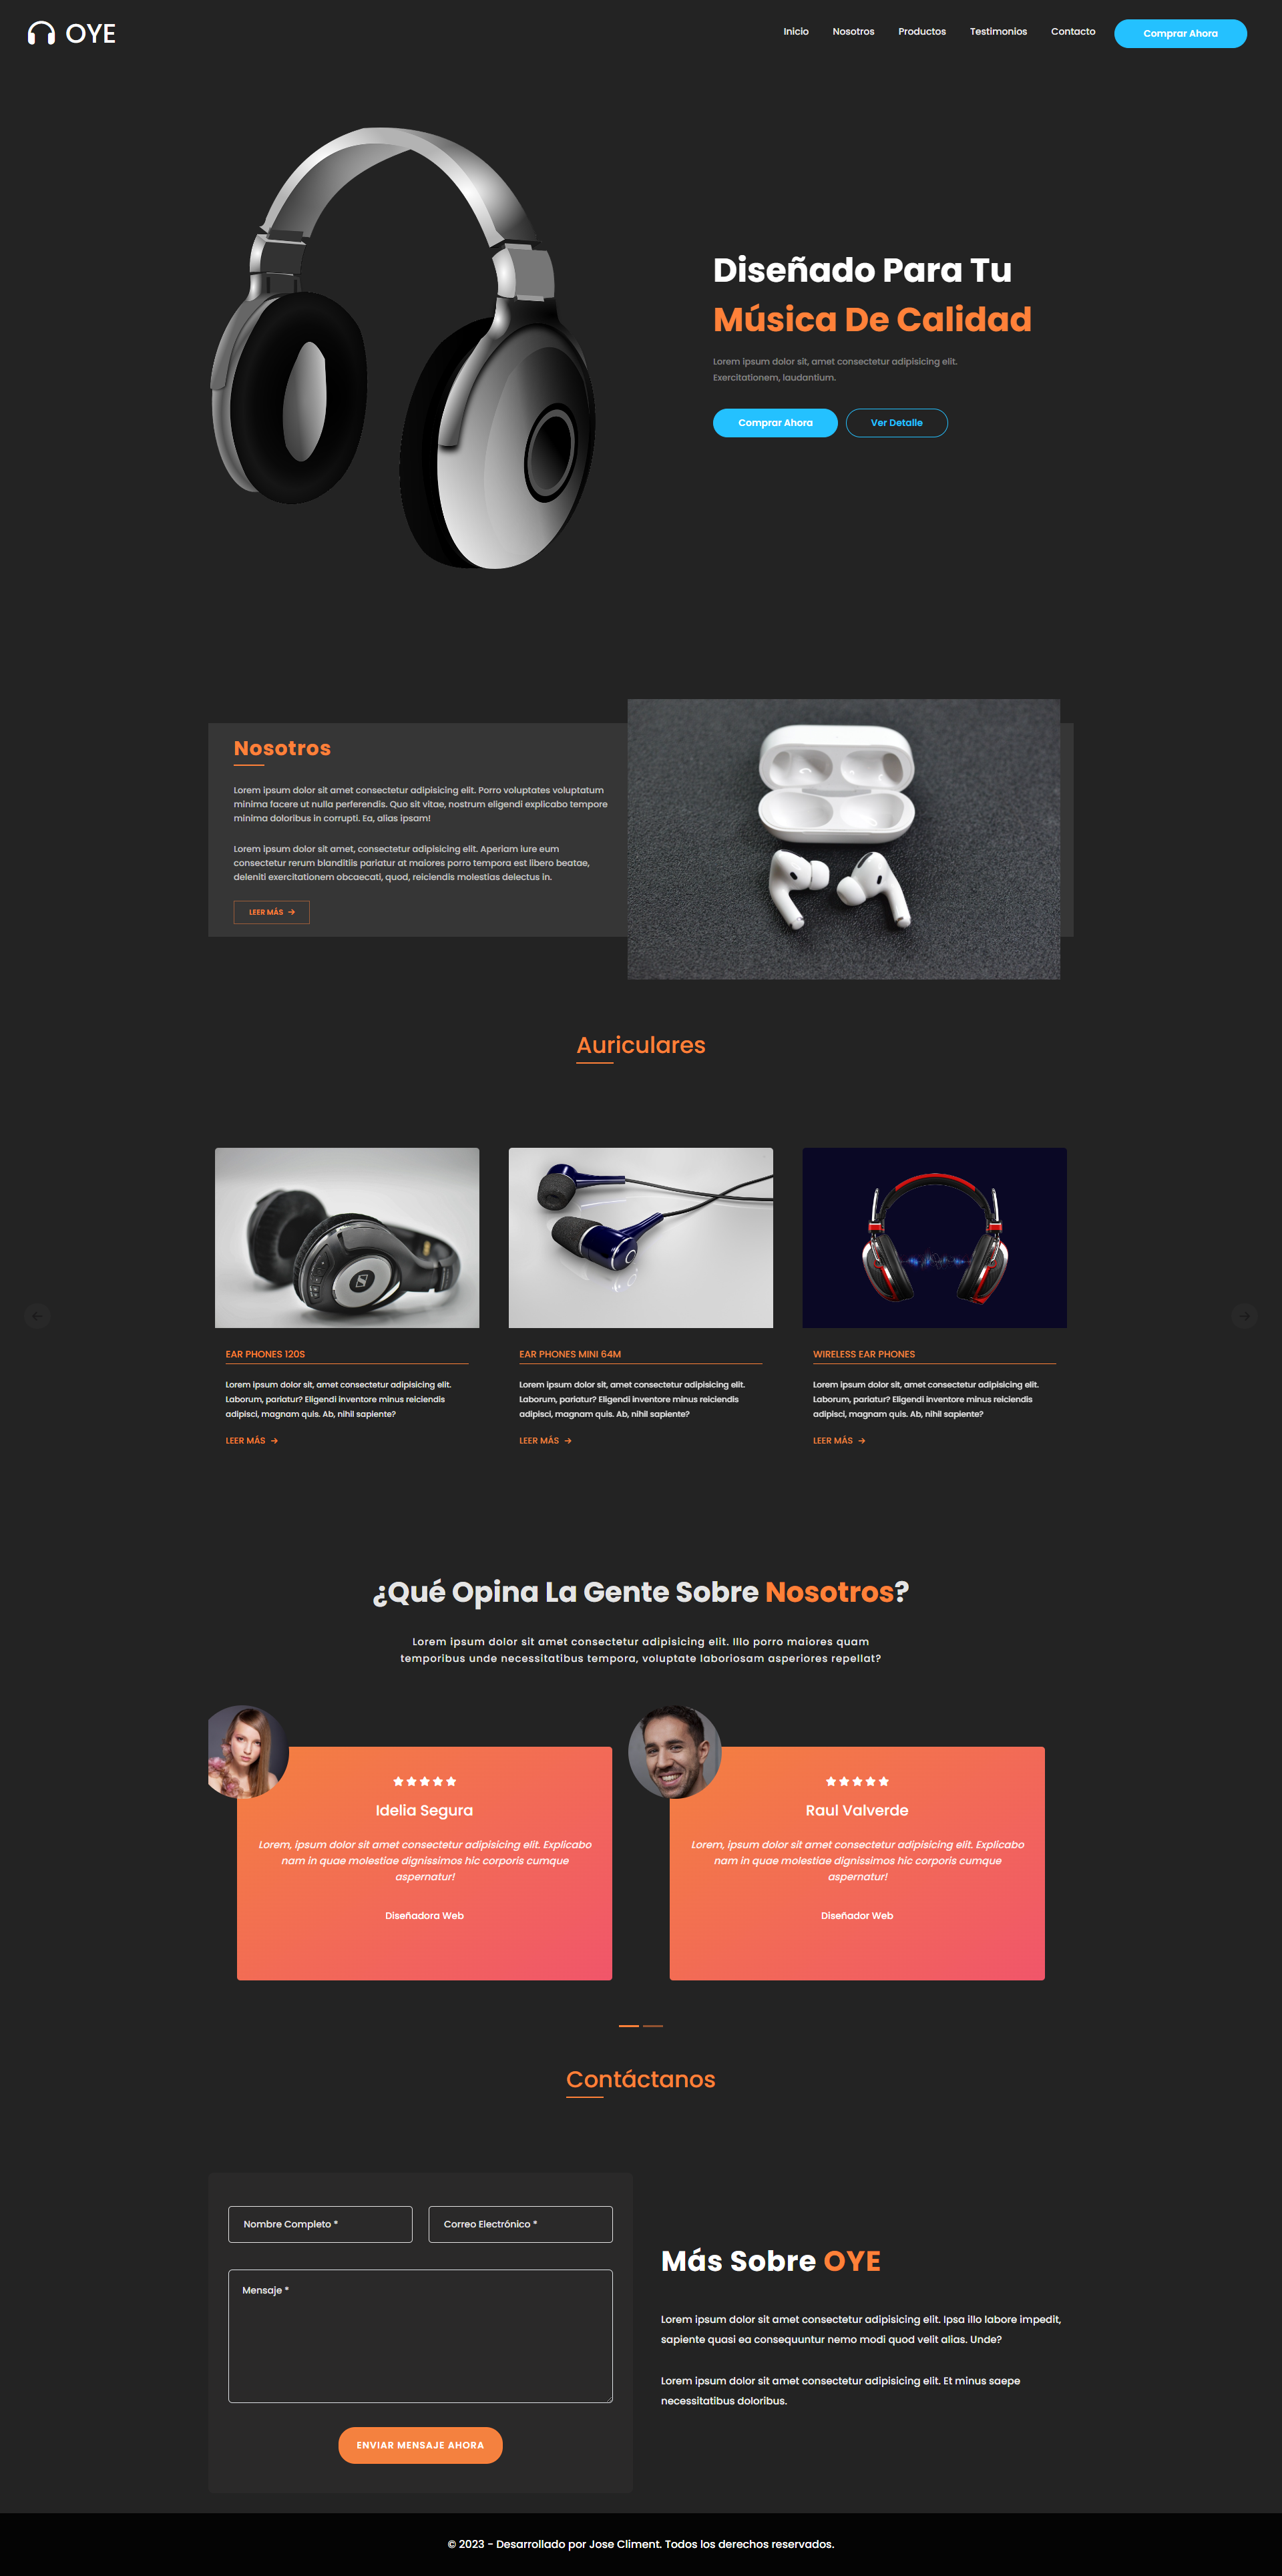 OYE
Inicio
Nosotros
Productos
Testimonios
Contacto
Comprar Ahora
Diseñado Para Tu
Música De Calidad
Lorem ipsum dolor sit, amet consectetur adipisicing elit.
Exercitationem, laudantium.
Comprar Ahora
Ver Detalle
Nosotros
Lorem ipsum dolor sit amet consectetur adipisicing elit. Porro voluptates voluptatum
minima facere ut nulla perferendis. Quo sit vitae, nostrum eligendi explicabo tempore
minima doloribus in corrupti. Ea, alias ipsam!
Lorem ipsum dolor sit amet, consectetur adipisicing elit. Aperiam iure eum
consectetur rerum blanditiis pariatur at maiores porro tempora est libero beatae,
deleniti exercitationem obcaecati, quod, reiciendis molestias delectus in.
LEER MÁS →
Auriculares
EAR PHONES 120S
Lorem ipsum dolor sit, amet consectetur adipisicing elit.
Laborum, pariatur? Eligendi inventore minus reiciendis
adipisci, magnam quis. Ab, nihil sapiente?
LEER MÁS →
EAR PHONES MINI 64M
Lorem ipsum dolor sit, amet consectetur adipisicing elit.
Laborum, pariatur? Eligendi inventore minus reiciendis
adipisci, magnam quis. Ab, nihil sapiente?
LEER MÁS →
WIRELESS EAR PHONES
Lorem ipsum dolor sit, amet consectetur adipisicing elit.
Laborum, pariatur? Eligendi inventore minus reiciendis
adipisci, magnam quis. Ab, nihil sapiente?
LEER MÁS →
¿Qué Opina La Gente Sobre Nosotros?
Lorem ipsum dolor sit amet consectetur adipisicing elit. Illo porro maiores quam
temporibus unde necessitatibus tempora, voluptate laboriosam asperiores repellat?
Idelia Segura
Lorem, ipsum dolor sit amet consectetur adipisicing elit. Explicabo
nam in quae molestiae dignissimos hic corporis cumque
aspernatur!
Diseñadora Web
Raul Valverde
Lorem, ipsum dolor sit amet consectetur adipisicing elit. Explicabo
nam in quae molestiae dignissimos hic corporis cumque
aspernatur!
Diseñador Web
Contáctanos
Nombre Completo *
Correo Electrónico *
Mensaje *
ENVIAR MENSAJE AHORA
Más Sobre OYE
Lorem ipsum dolor sit amet consectetur adipisicing elit. Ipsa illo labore impedit,
sapiente quasi ea consequuntur nemo modi quod velit alias. Unde?
Lorem ipsum dolor sit amet consectetur adipisicing elit. Et minus saepe
necessitatibus doloribus.
© 2023 - Desarrollado por Jose Climent. Todos los derechos reservados.